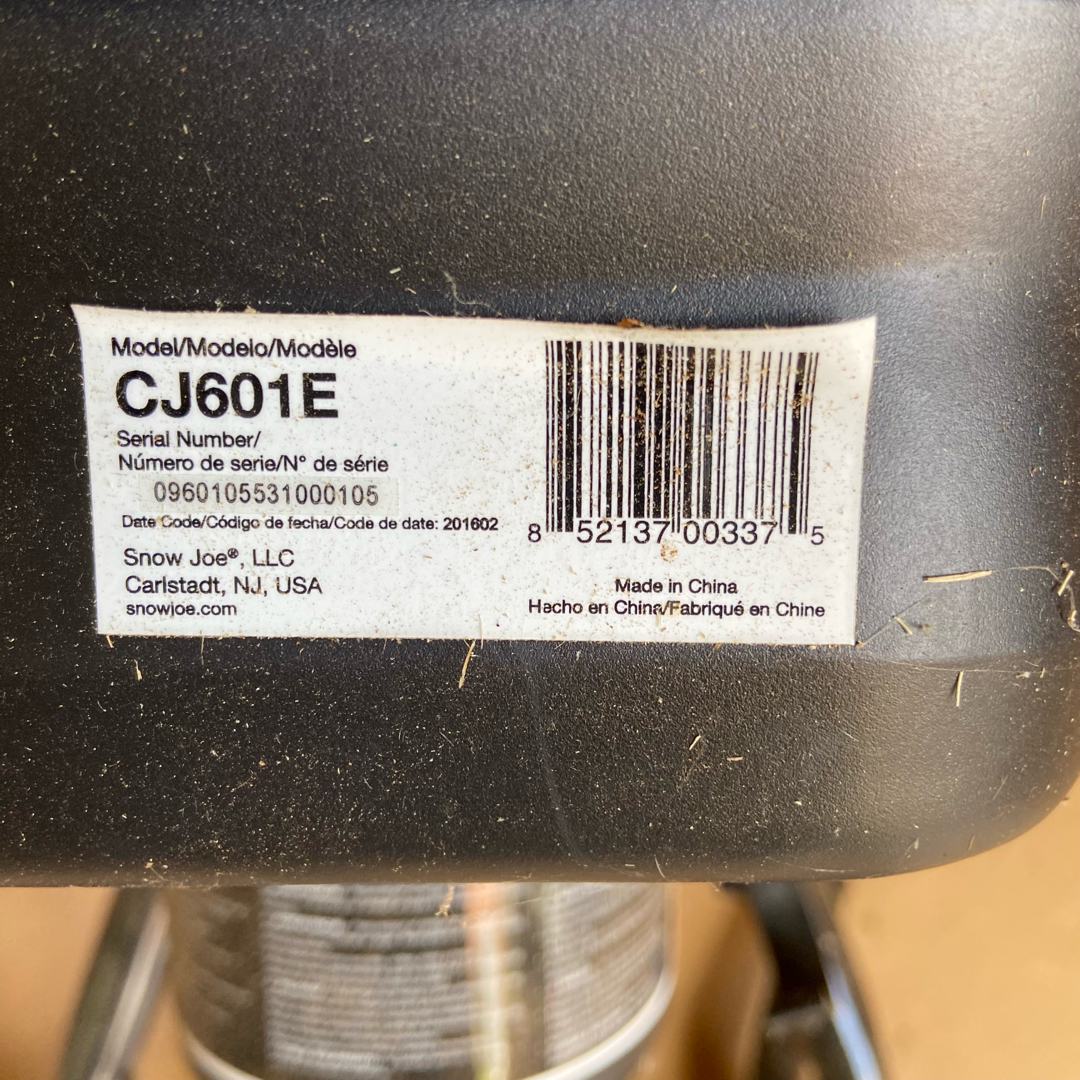 Model/Modelo/Modèle
CJ601E
Serial Number/
Número de serie/N° de série
0960105531000105
Date Code/Código de fecha/Code de date: 201602
Snow Joe®, LLC
Carlstadt, NJ, USA
snowjoe.com
8 52137 00337 5
Made in China
Hecho en China/Fabriqué en Chine